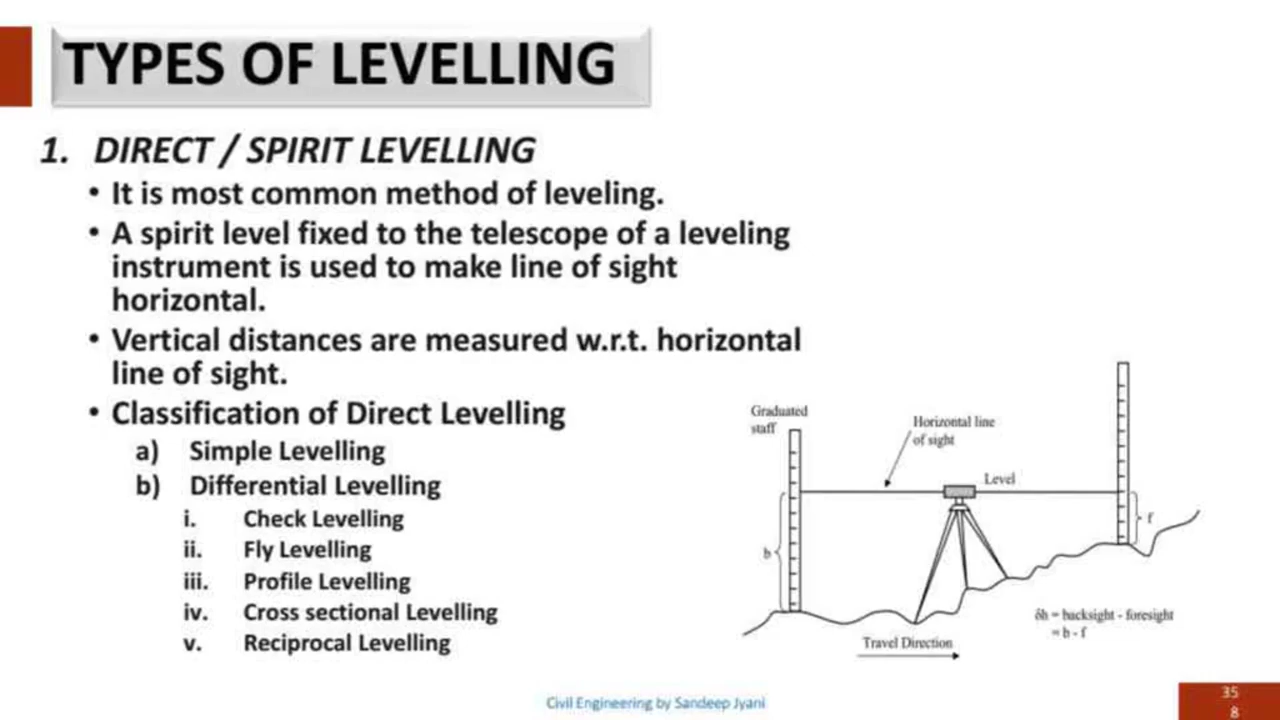 TYPES OF LEVELLING
1. DIRECT / SPIRIT LEVELLING
• It is most common method of leveling.
• A spirit level fixed to the telescope of a leveling
instrument is used to make line of sight
horizontal.
• Vertical distances are measured w.r.t. horizontal
line of sight.
• Classification of Direct Levelling
a) Simple Levelling
b) Differential Levelling
i. Check Levelling
ii. Fly Levelling
iii. Profile Levelling
iv. Cross sectional Levelling
v. Reciprocal Levelling
Graduated
staff
Horizontal line
of sight
Level
b
f
δh = backsight - foresight
= b - f
Travel Direction
Civil Engineering by Sandeep Jyani
35
8